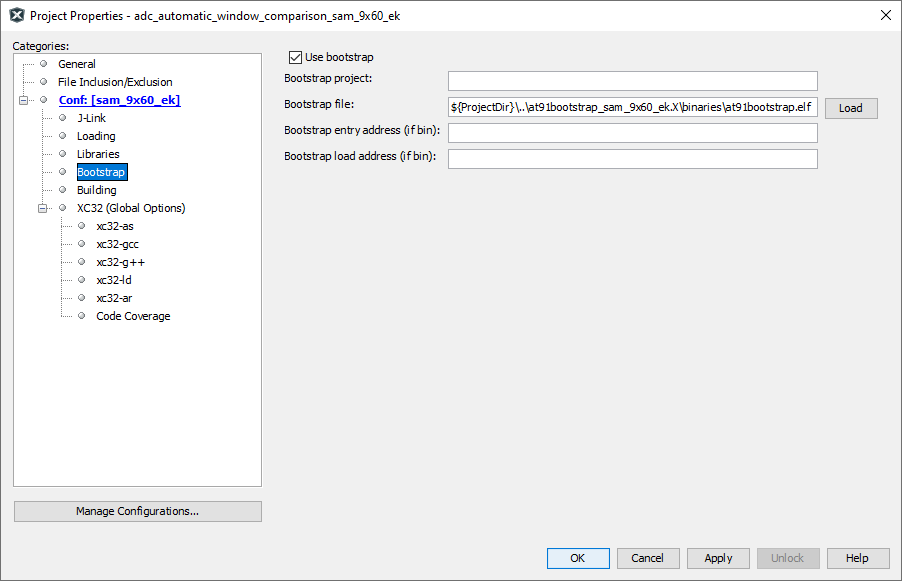 Project Properties - adc_automatic_window_comparison_sam_9x60_ek
Categories:
General
File Inclusion/Exclusion
Conf: [sam_9x60_ek]
J-Link
Loading
Libraries
Bootstrap
Building
XC32 (Global Options)
xc32-as
xc32-gcc
xc32-g++
xc32-ld
xc32-ar
Code Coverage
Manage Configurations...
Use bootstrap
Bootstrap project:
Bootstrap file: ${ProjectDir}\..\at91bootstrap_sam_9x60_ek.X\binaries\at91bootstrap.elf Load
Bootstrap entry address (if bin):
Bootstrap load address (if bin):
OK Cancel Apply Unlock Help